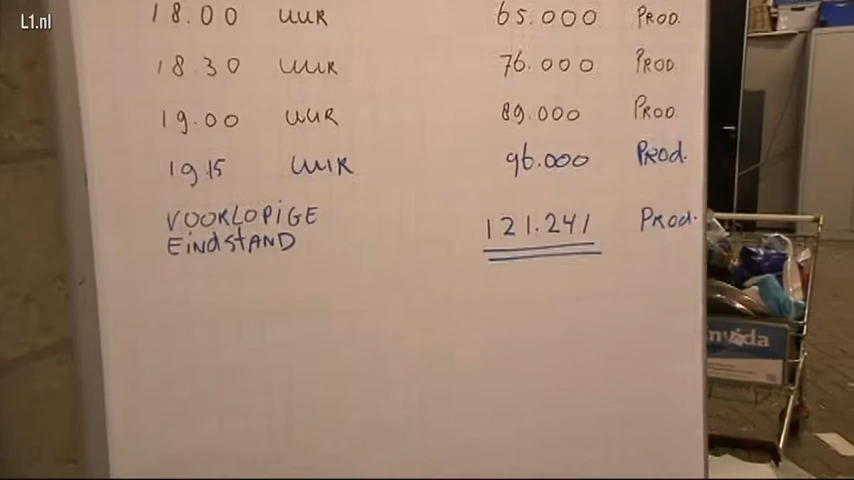 L1.nl
18.00 UUR 65.000 PROD.
18.30 UUR 76.000 PROD.
19.00 UUR 89.000 PROD.
19.15 UUR 96.000 PROD.
VOORLOPIGE
EINDSTAND 121.241 PROD.